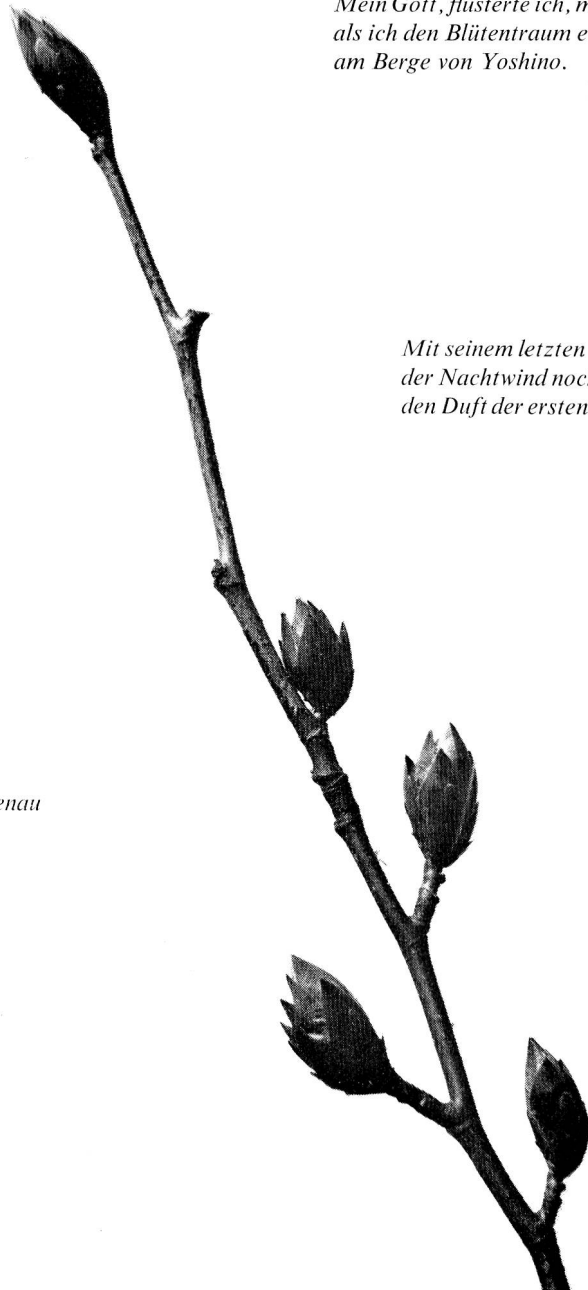 Mein Gott, flüsterte ich,
als ich den Blütentraum
am Berge von Yoshino.
Mit seinem letzten
der Nachtwind
den Duft der ersten